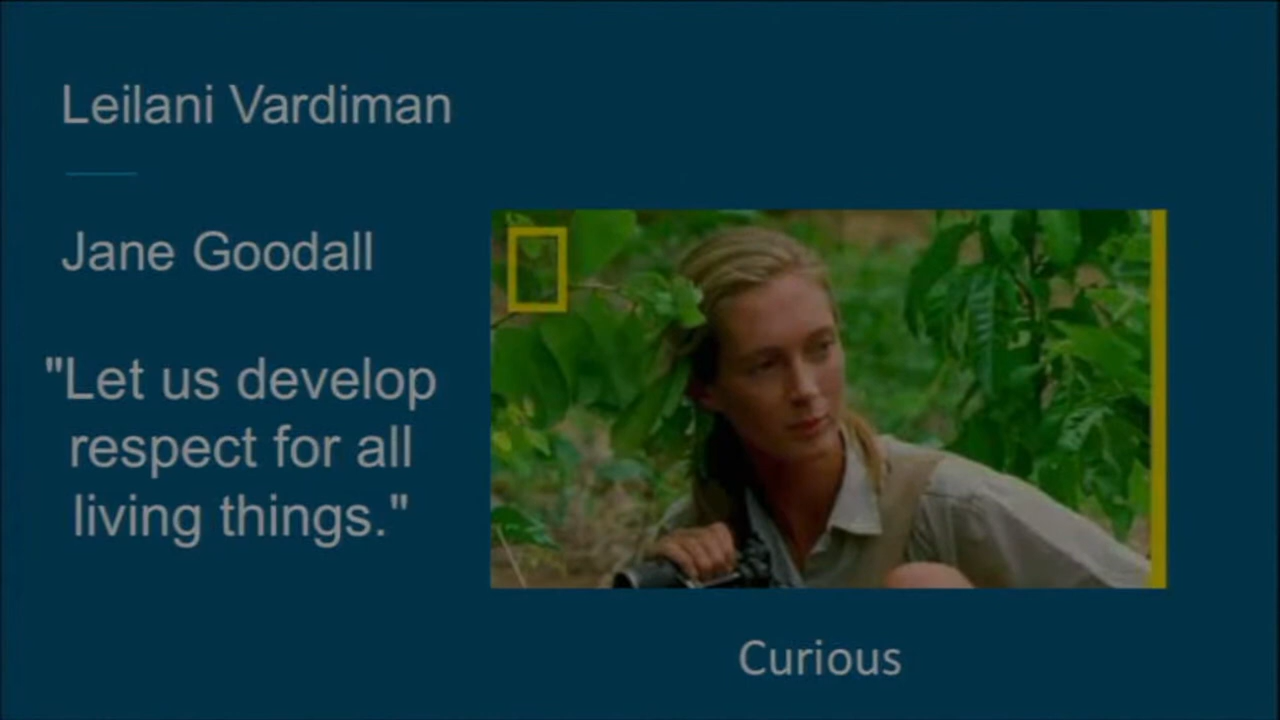 Leilani Vardiman
Jane Goodall
"Let us develop
respect for all
living things."
Curious